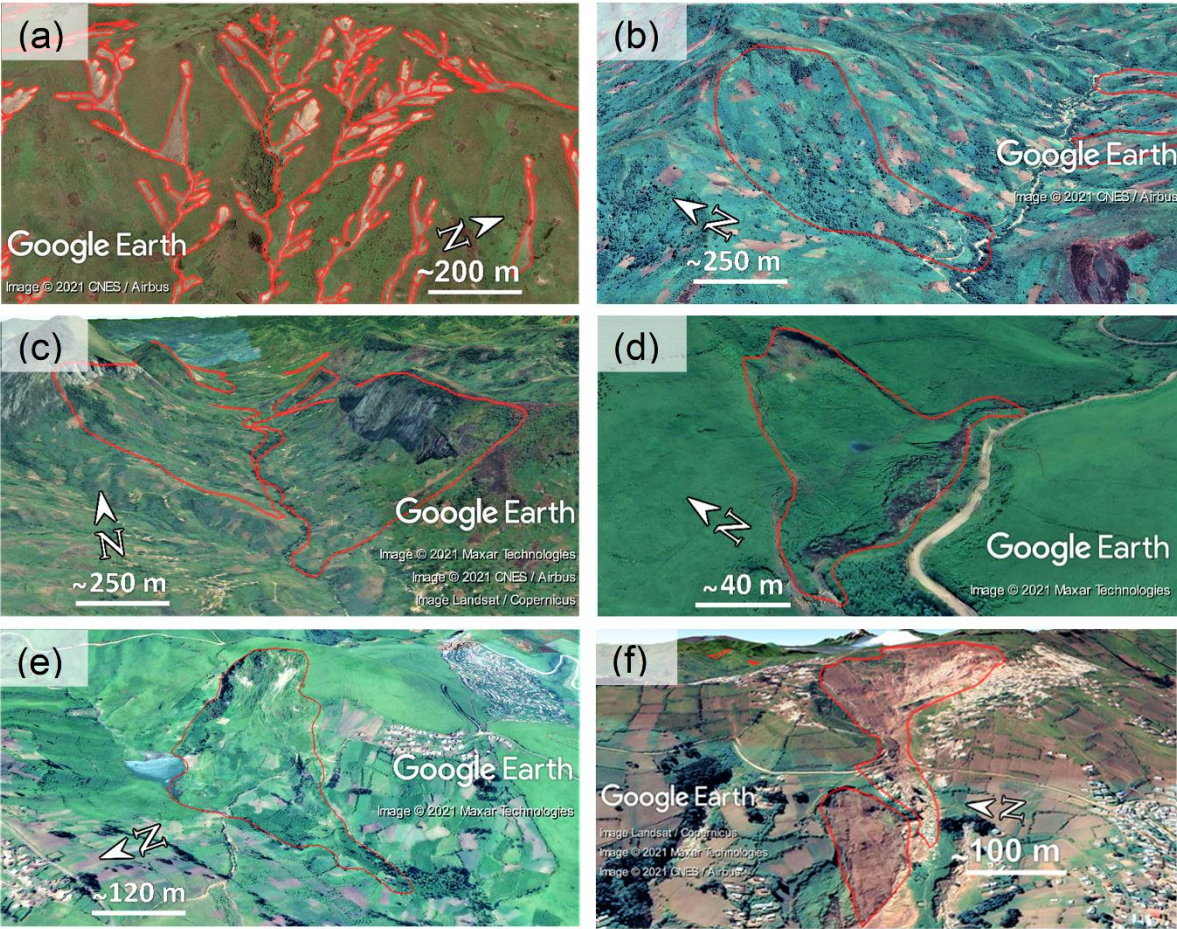 (a)
N
~200 m
Google Earth
Image © 2021 CNES / Airbus
(b)
Google Earth
Image © 2021 CNES / Airbus
N
~250 m
(c)
N
~250 m
Google Earth
Image © 2021 Maxar Technologies
Image © 2021 CNES / Airbus
Image Landsat / Copernicus
(d)
N
~40 m
Google Earth
Image © 2021 Maxar Technologies
(e)
Google Earth
Image © 2021 Maxar Technologies
N
~120 m
(f)
Google Earth
Image Landsat / Copernicus
Image © 2021 Maxar Technologies
Image © 2021 CNES / Airbus
N
~100 m